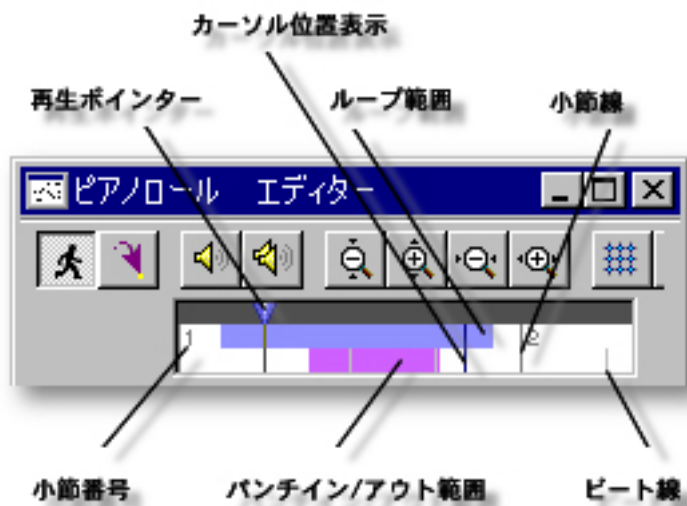 カーソル位置表示
再生ポインター
ループ範囲
小節線
ピアノロール エディター
1
2
小節番号
パンチイン/アウト範囲
ビート線